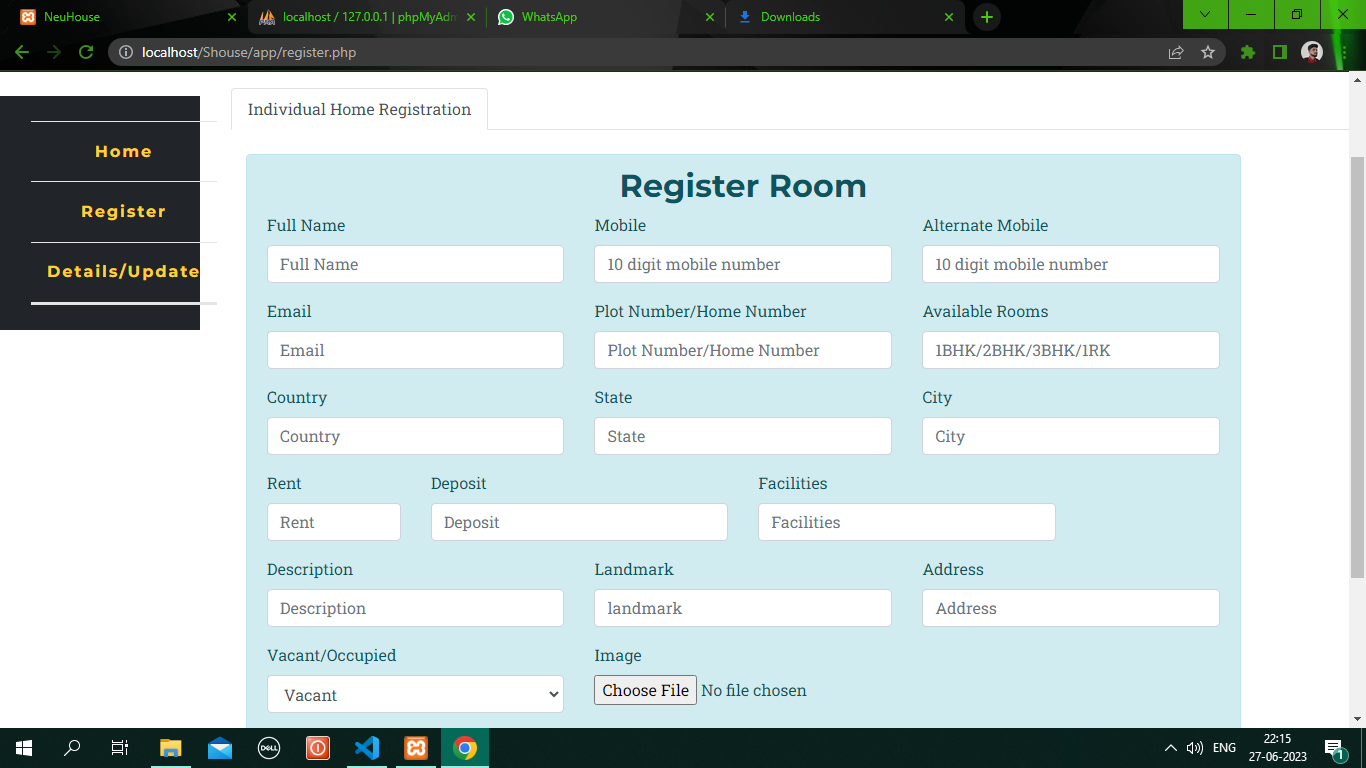 NeuHouse
localhost / 127.0.0.1 | phpMyAdm
WhatsApp
Downloads
localhost/Shouse/app/register.php
Individual Home Registration
Home
Register
Details/Update
Register Room
Full Name Mobile Alternate Mobile
Full Name 10 digit mobile number 10 digit mobile number
Email Plot Number/Home Number Available Rooms
Email Plot Number/Home Number 1BHK/2BHK/3BHK/1RK
Country State City
Country State City
Rent Deposit Facilities
Rent Deposit Facilities
Description Landmark Address
Description landmark Address
Vacant/Occupied Image
Vacant Choose File No file chosen
DELL
ENG
22:15
27-06-2023
1